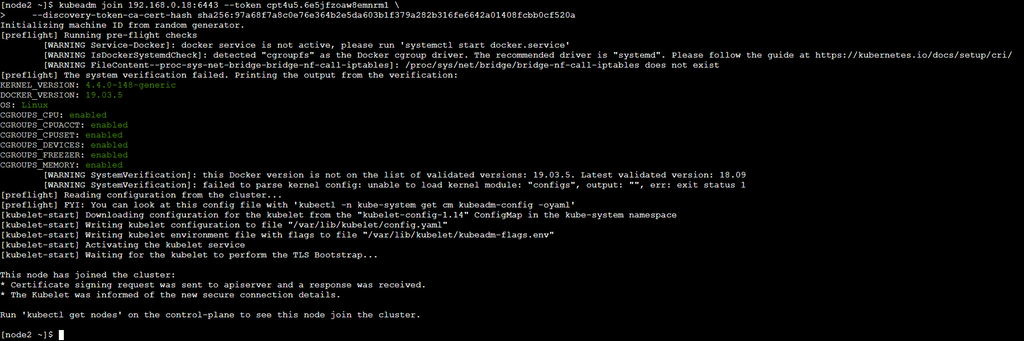 [node2 ~]$ kubeadm join 192.168.0.18:6443 --token cpt4u5.6e5jfzoaw8emnrml \
>     --discovery-token-ca-cert-hash sha256:97a68f7a8c0e76e364b2e5da603b1f379a282b316fe6642a01408fcbb0cf520a
Initializing machine ID from random generator.
[preflight] Running pre-flight checks
        [WARNING Service-Docker]: docker service is not active, please run 'systemctl start docker.service'
        [WARNING IsDockerSystemdCheck]: detected "cgroupfs" as the Docker cgroup driver. The recommended driver is "systemd". Please follow the guide at https://kubernetes.io/docs/setup/cri/
        [WARNING FileContent--proc-sys-net-bridge-bridge-nf-call-iptables]: /proc/sys/net/bridge/bridge-nf-call-iptables does not exist
[preflight] The system verification failed. Printing the output from the verification:
KERNEL_VERSION: 4.4.0-148-generic
DOCKER_VERSION: 19.03.5
OS: Linux
CGROUPS_CPU: enabled
CGROUPS_CPUACCT: enabled
CGROUPS_CPUSET: enabled
CGROUPS_DEVICES: enabled
CGROUPS_FREEZER: enabled
CGROUPS_MEMORY: enabled
        [WARNING SystemVerification]: this Docker version is not on the list of validated versions: 19.03.5. Latest validated version: 18.09
        [WARNING SystemVerification]: failed to parse kernel config: unable to load kernel module: "configs", output: "", err: exit status 1
[preflight] Reading configuration from the cluster...
[preflight] FYI: You can look at this config file with 'kubectl -n kube-system get cm kubeadm-config -oyaml'
[kubelet-start] Downloading configuration for the kubelet from the "kubelet-config-1.14" ConfigMap in the kube-system namespace
[kubelet-start] Writing kubelet configuration to file "/var/lib/kubelet/config.yaml"
[kubelet-start] Writing kubelet environment file with flags to file "/var/lib/kubelet/kubeadm-flags.env"
[kubelet-start] Activating the kubelet service
[kubelet-start] Waiting for the kubelet to perform the TLS Bootstrap...

This node has joined the cluster:
* Certificate signing request was sent to apiserver and a response was received.
* The Kubelet was informed of the new secure connection details.

Run 'kubectl get nodes' on the control-plane to see this node join the cluster.

[node2 ~]$